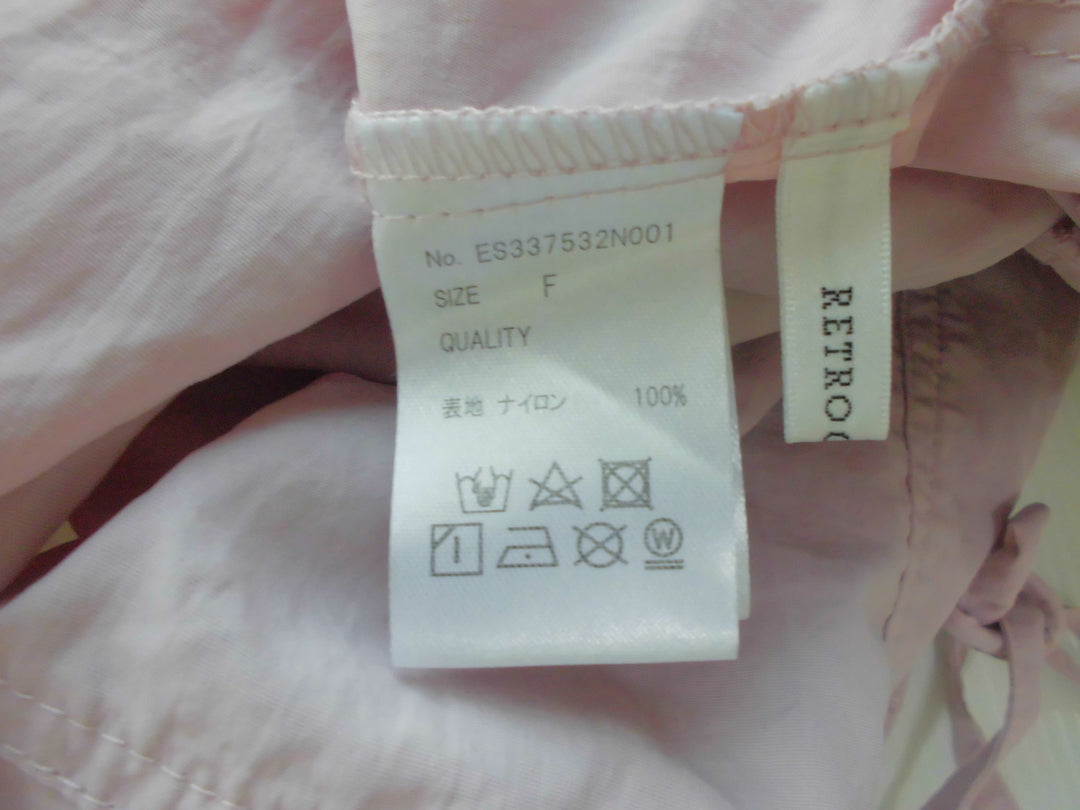 No. ES337532N001
SIZE F
QUALITY
表地 ナイロン 100%
W
RETRO